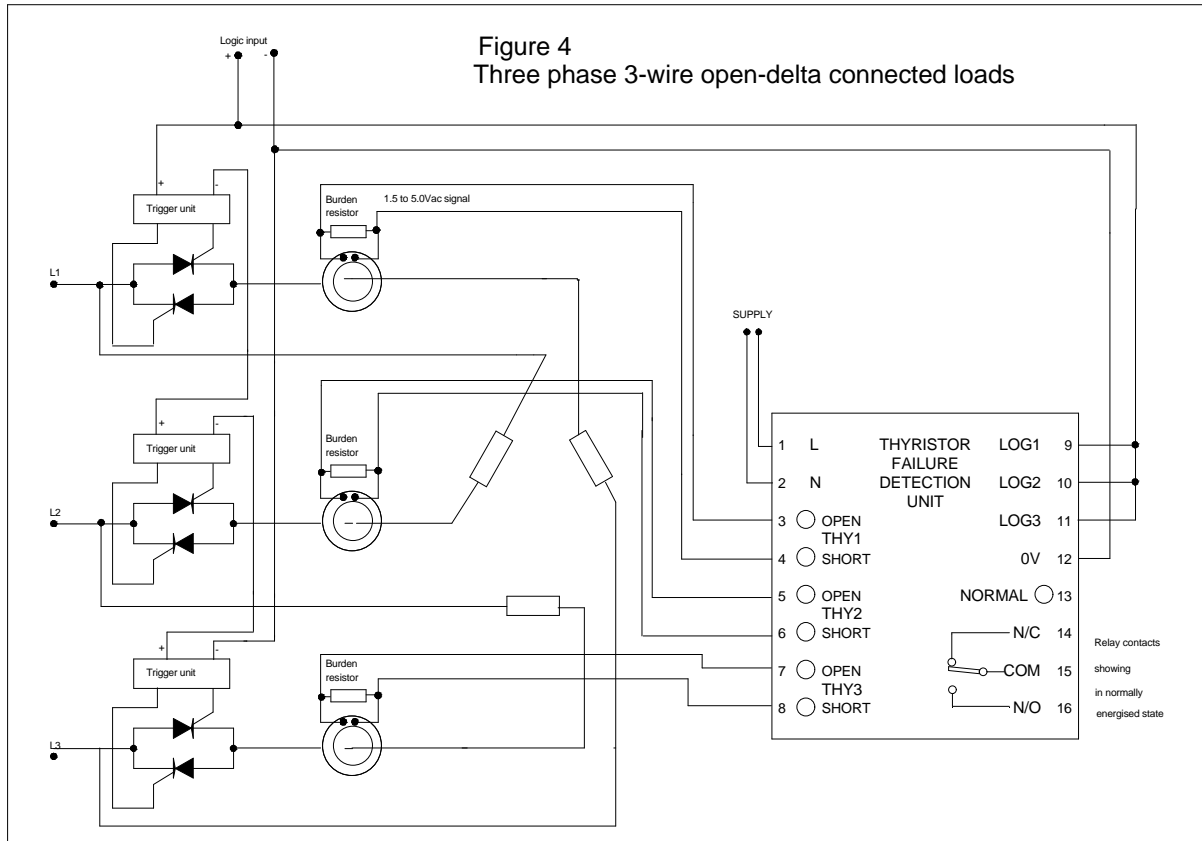 Figure 4
Three phase 3-wire open-delta connected loads
Logic input
+ -
+ -
Trigger unit
Burden
resistor
1.5 to 5.0Vac signal
L1
SUPPLY
+ -
Trigger unit
Burden
resistor
L2
+ -
Trigger unit
Burden
resistor
L3
THYRISTOR
FAILURE
DETECTION
UNIT
1 L
2 N
3 OPEN
THY1
4 SHORT
5 OPEN
THY2
6 SHORT
7 OPEN
THY3
8 SHORT
LOG1 9
LOG2 10
LOG3 11
0V 12
NORMAL 13
N/C 14
COM 15
N/O 16
Relay contacts
showing
in normally
energised state